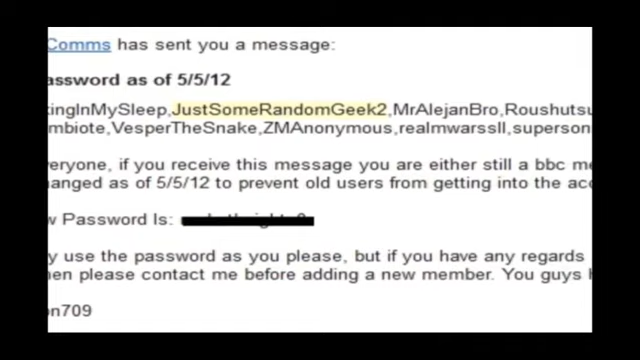 Comms has sent you a message:
assword as of 5/5/12
kingInMySleep,JustSomeRandomGeek2,MrAlejanBro,Roushutsu
mbiote,VesperTheSnake,ZMAnonymous,realmwarssII,superson
veryone, if you receive this message you are either still a bbc me
hanged as of 5/5/12 to prevent old users from getting into the acc
w Password Is:
y use the password as you please, but if you have any regards
hen please contact me before adding a new member. You guys h
on709